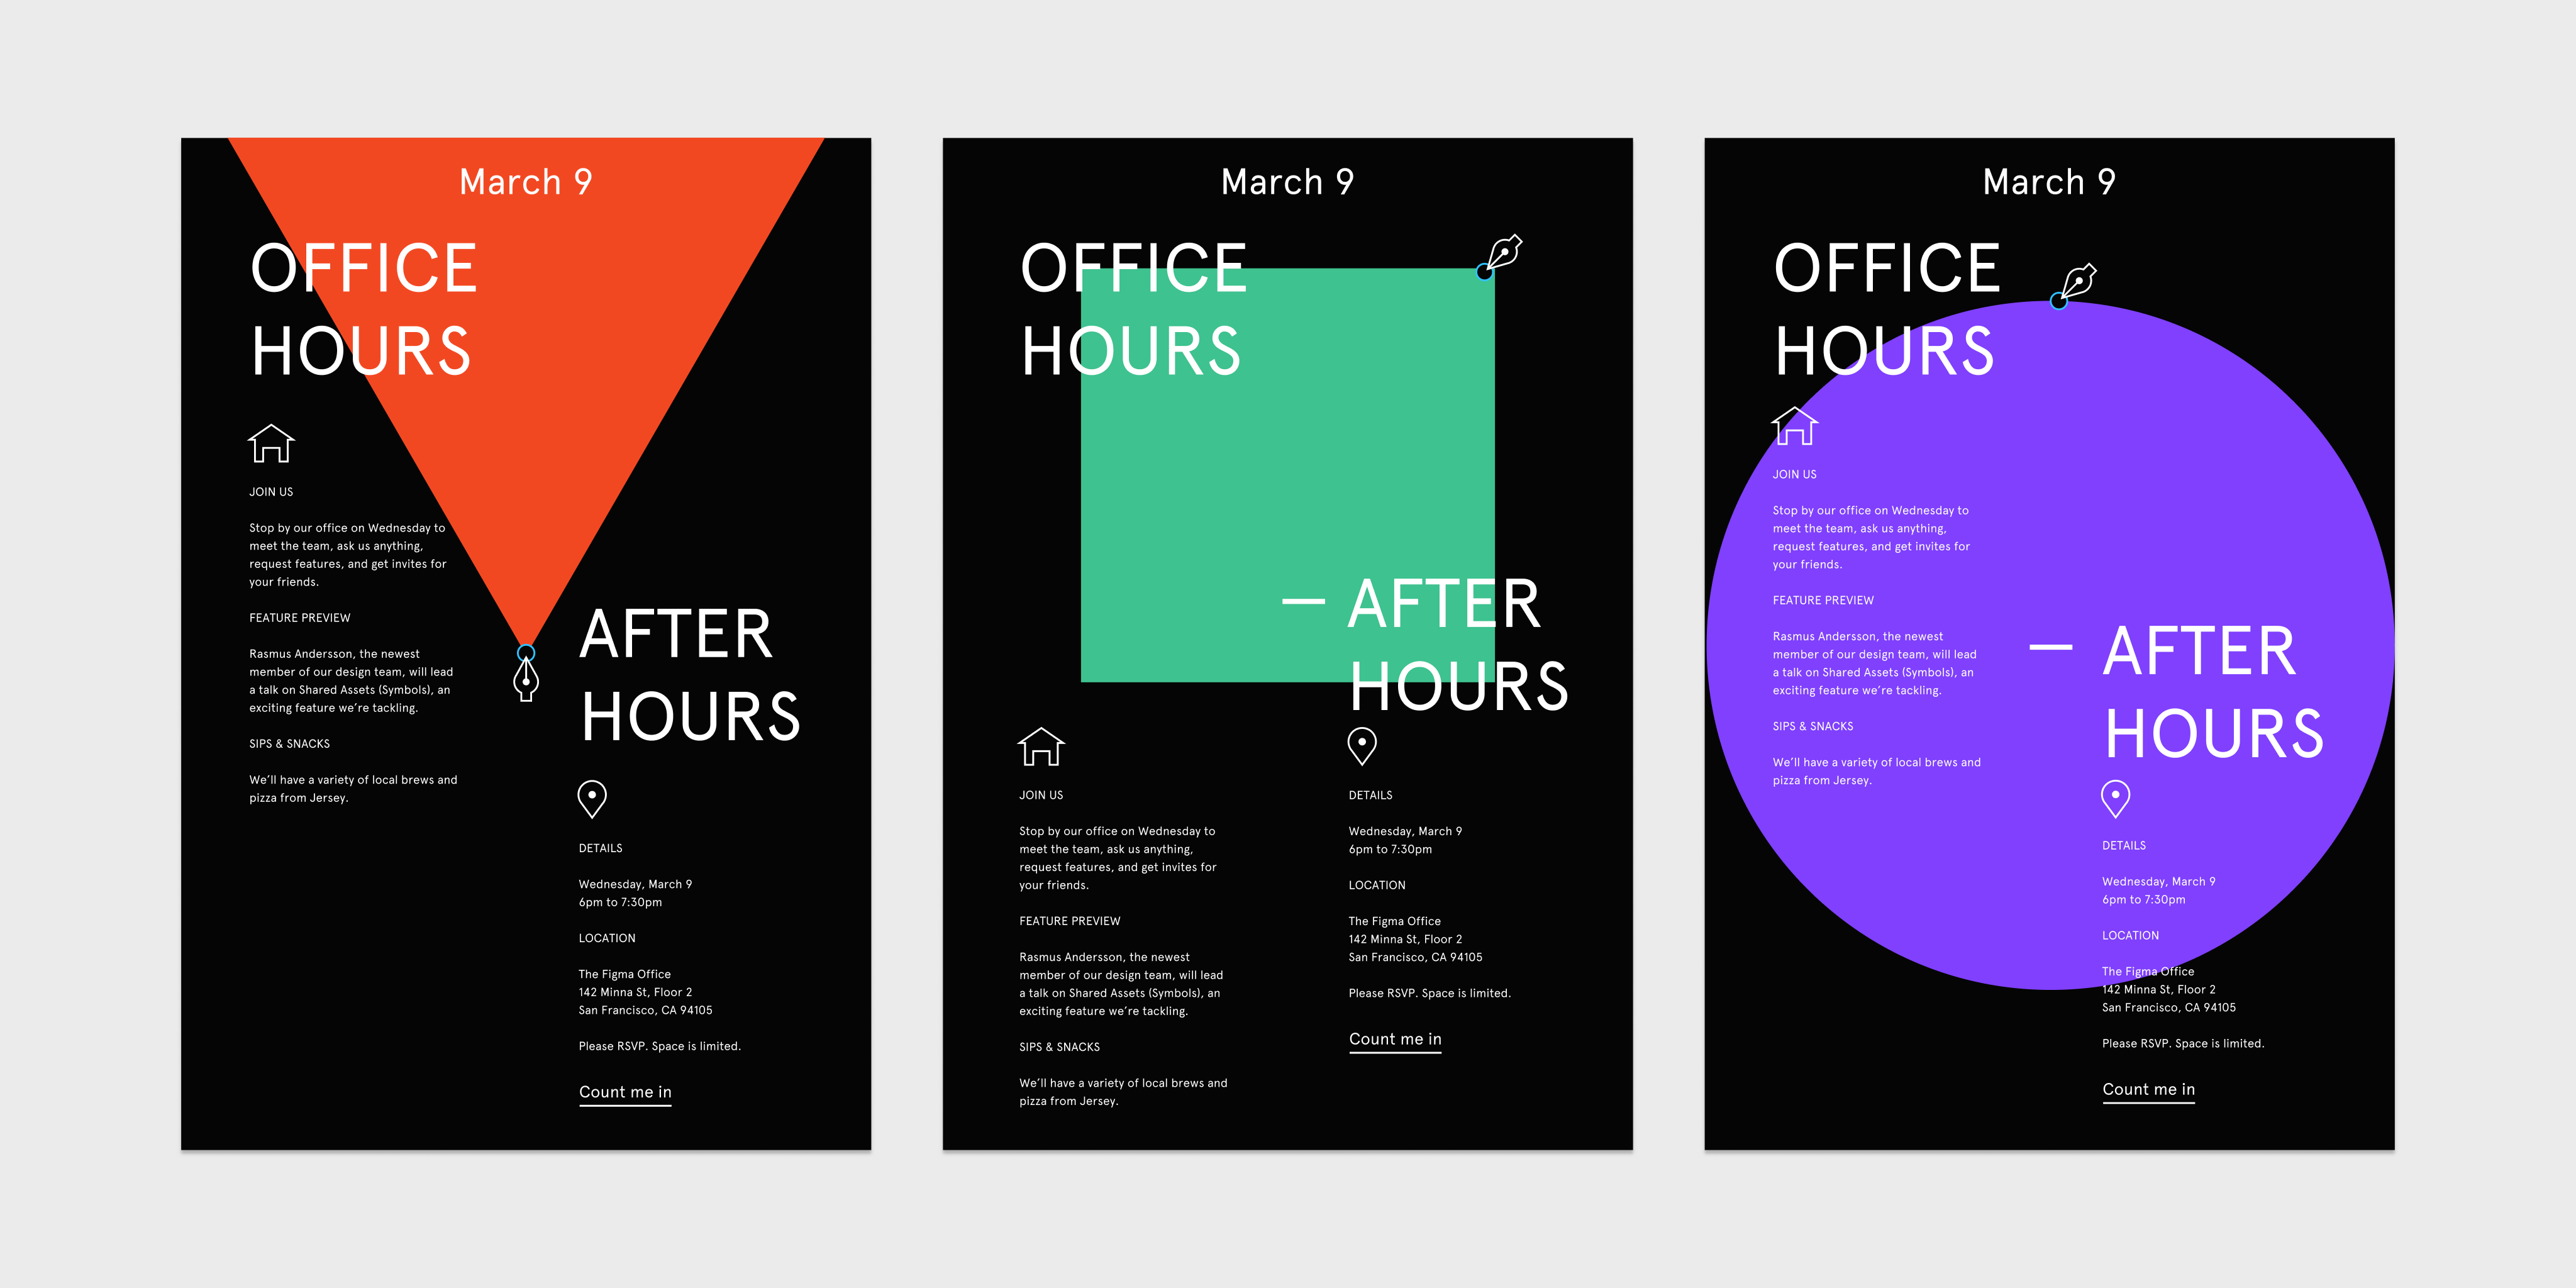 March 9
OFFICE
HOURS
JOIN US
Stop by our office on Wednesday to
meet the team, ask us anything,
request features, and get invites for
your friends.
FEATURE PREVIEW
Rasmus Andersson, the newest
member of our design team, will lead
a talk on Shared Assets (Symbols), an
exciting feature we’re tackling.
SIPS & SNACKS
We’ll have a variety of local brews and
pizza from Jersey.
AFTER
HOURS
DETAILS
Wednesday, March 9
6pm to 7:30pm
LOCATION
The Figma Office
142 Minna St, Floor 2
San Francisco, CA 94105
Please RSVP. Space is limited.
Count me in
March 9
OFFICE
HOURS
— AFTER
HOURS
JOIN US
Stop by our office on Wednesday to
meet the team, ask us anything,
request features, and get invites for
your friends.
FEATURE PREVIEW
Rasmus Andersson, the newest
member of our design team, will lead
a talk on Shared Assets (Symbols), an
exciting feature we’re tackling.
SIPS & SNACKS
We’ll have a variety of local brews and
pizza from Jersey.
DETAILS
Wednesday, March 9
6pm to 7:30pm
LOCATION
The Figma Office
142 Minna St, Floor 2
San Francisco, CA 94105
Please RSVP. Space is limited.
Count me in
March 9
OFFICE
HOURS
JOIN US
Stop by our office on Wednesday to
meet the team, ask us anything,
request features, and get invites for
your friends.
FEATURE PREVIEW
Rasmus Andersson, the newest
member of our design team, will lead
a talk on Shared Assets (Symbols), an
exciting feature we’re tackling.
SIPS & SNACKS
We’ll have a variety of local brews and
pizza from Jersey.
— AFTER
HOURS
DETAILS
Wednesday, March 9
6pm to 7:30pm
LOCATION
The Figma Office
142 Minna St, Floor 2
San Francisco, CA 94105
Please RSVP. Space is limited.
Count me in